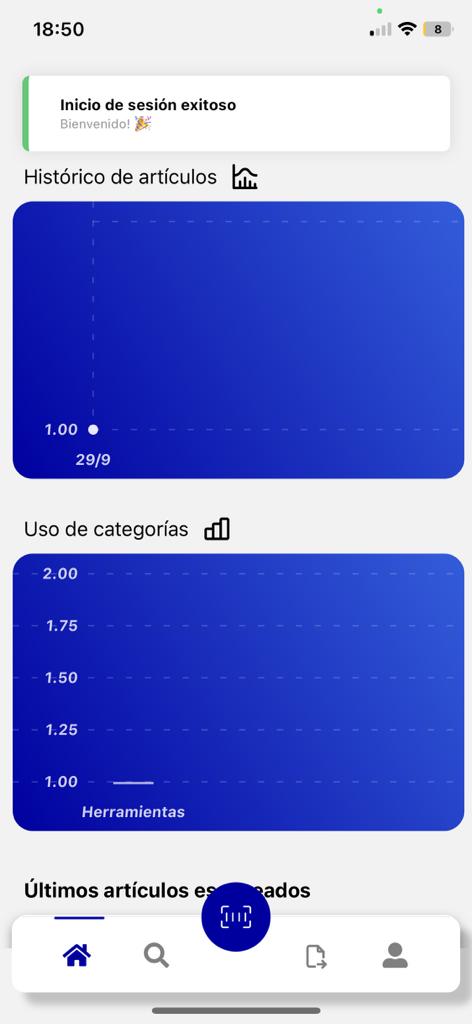 18:50
8
Inicio de sesión exitoso
Bienvenido! 🎉
Histórico de artículos
1.00
29/9
Uso de categorías
2.00
1.75
1.50
1.25
1.00
Herramientas
Últimos artículos es eados